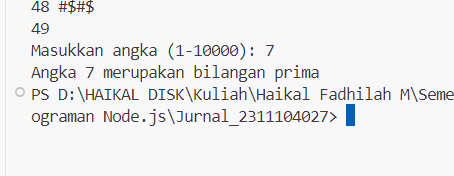 48 #$#$
49
Masukkan angka (1-10000): 7
Angka 7 merupakan bilangan prima
PS D:\HAIKAL DISK\Kuliah\Haikal Fadhilah M\Seme
ograman Node.js\Jurnal_2311104027>